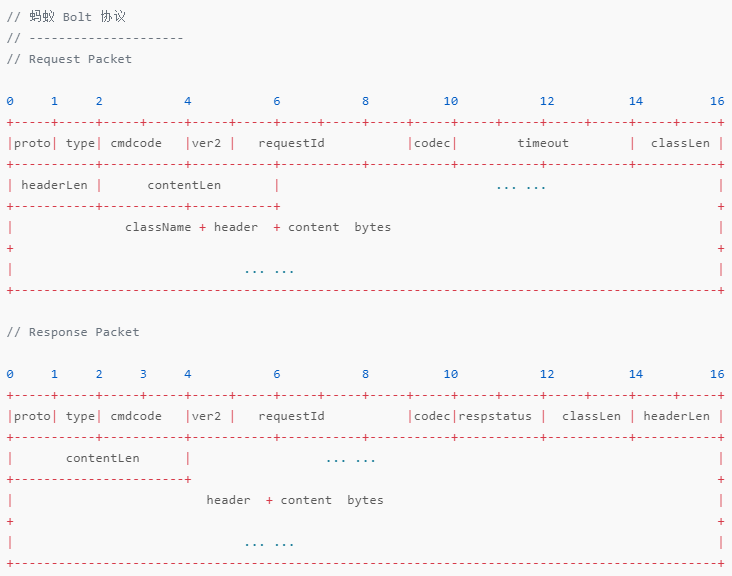 // 蚂蚁 Bolt 协议
// ---------------------
// Request Packet
0     1     2           4           6           8          10           12          14         16
+-----+-----+-----+-----+-----+-----+-----+-----+-----+-----+-----+-----+-----+-----+-----+-----+
|proto| type| cmdcode   |ver2 |   requestId           |codec|        timeout        |  classLen |
+-----------+-----------+-----------+-----------+-----------+-----------+-----------+-----------+
| headerLen |      contentLen       |                             ... ...                       |
+-----------+-----------+-----------+                                                           +
|               className + header  + content  bytes                                            |
+                                                                                               +
|                               ... ...                                                         |
+-----------------------------------------------------------------------------------------------+
// Response Packet
0     1     2     3     4           6           8          10           12          14         16
+-----+-----+-----+-----+-----+-----+-----+-----+-----+-----+-----+-----+-----+-----+-----+-----+
|proto| type| cmdcode   |ver2 |   requestId           |codec|respstatus |  classLen | headerLen |
+-----------+-----------+-----------+-----------+-----------+-----------+-----------+-----------+
|       contentLen      |                  ... ...                                              |
+-----------------------+                                                                       +
|                          header  + content  bytes                                             |
+                                                                                               +
|                               ... ...                                                         |
+-----------------------------------------------------------------------------------------------+